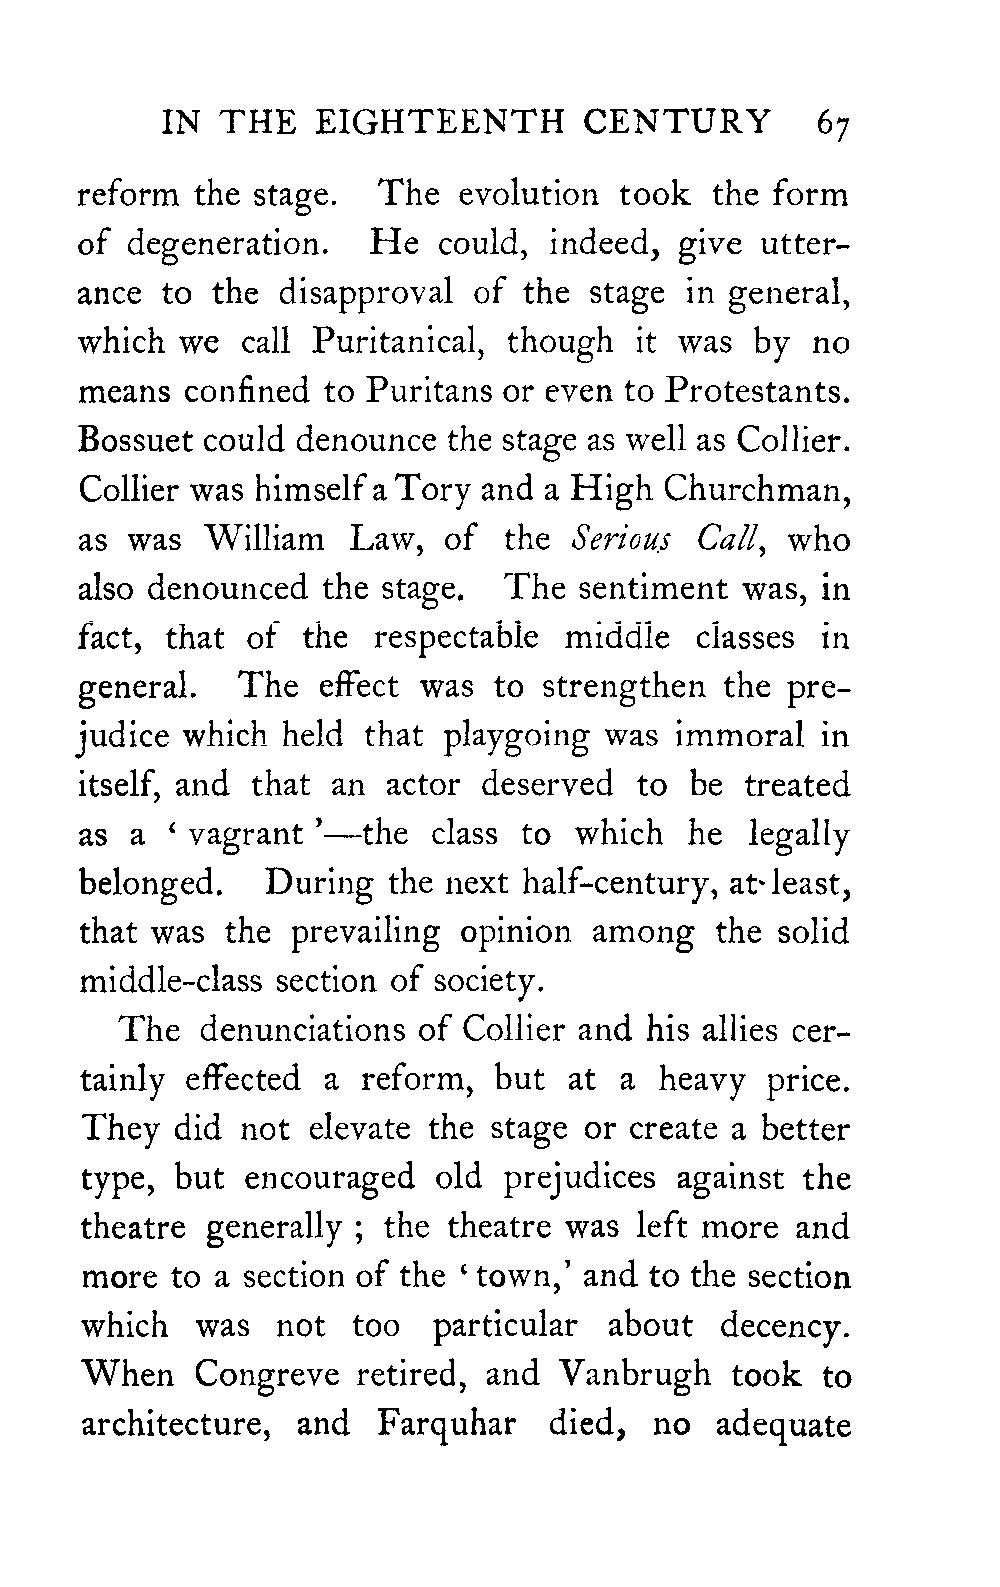 IN THE EIGHTEENTH CENTURY 67
reform the stage. The evolution took the form
of degeneration. He could, indeed, give utter-
ance to the disapproval of the stage in general,
which we call Puritanical, though it was by no
means confined to Puritans or even to Protestants.
Bossuet could denounce the stage as well as Collier.
Collier was himself a Tory and a High Churchman,
as was William Law, of the Serious Call, who
also denounced the stage. The sentiment was, in
fact, that of the respectable middle classes in
general. The effect was to strengthen the pre-
judice which held that playgoing was immoral in
itself, and that an actor deserved to be treated
as a ‘ vagrant ’—the class to which he legally
belonged. During the next half-century, at least,
that was the prevailing opinion among the solid
middle-class section of society.
The denunciations of Collier and his allies cer-
tainly effected a reform, but at a heavy price.
They did not elevate the stage or create a better
type, but encouraged old prejudices against the
theatre generally ; the theatre was left more and
more to a section of the ‘ town,’ and to the section
which was not too particular about decency.
When Congreve retired, and Vanbrugh took to
architecture, and Farquhar died, no adequate